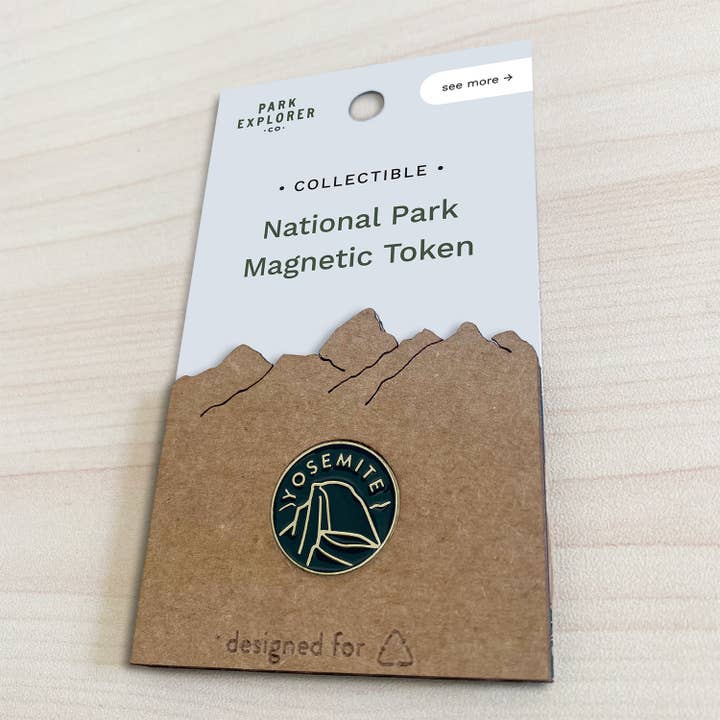 see more →
PARK
EXPLORER
·CO·
• COLLECTIBLE •
National Park
Magnetic Token
YOSEMITE
designed for